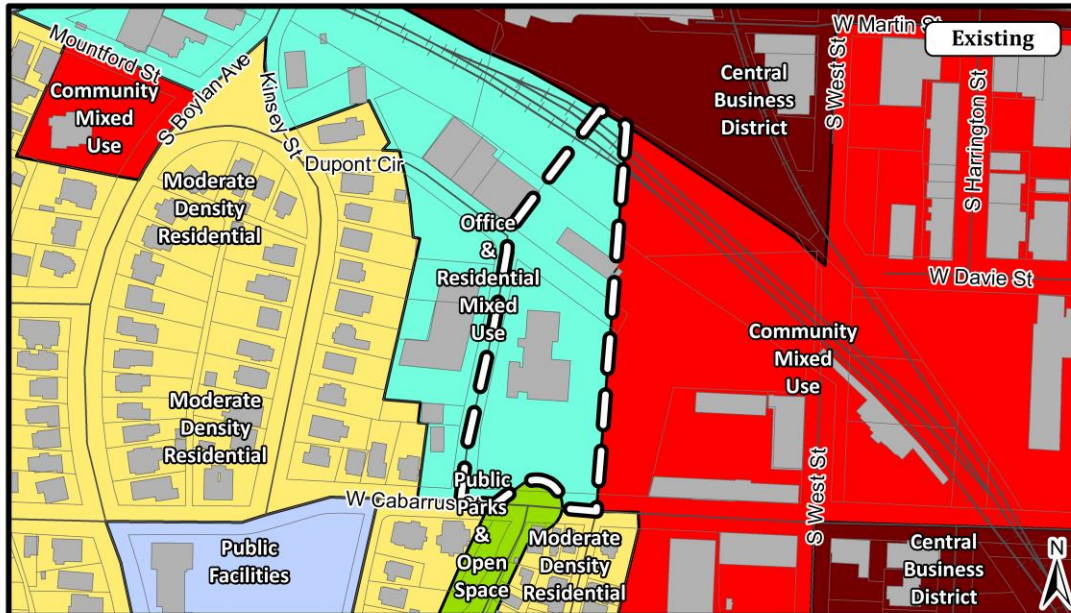 W Martin St
Existing
Mountford St
S Boylan Ave
Kinsey St
Community
Mixed
Use
Central
Business
District
S West St
S Harrington St
Dupont Cir
Moderate
Density
Residential
Office
&
Residential
Mixed
Use
W Davie St
Community
Mixed
Use
Moderate
Density
Residential
S West St
W Cabarrus St
Public
Parks
&
Open
Space
Moderate
Density
Residential
Public
Facilities
Central
Business
District
N